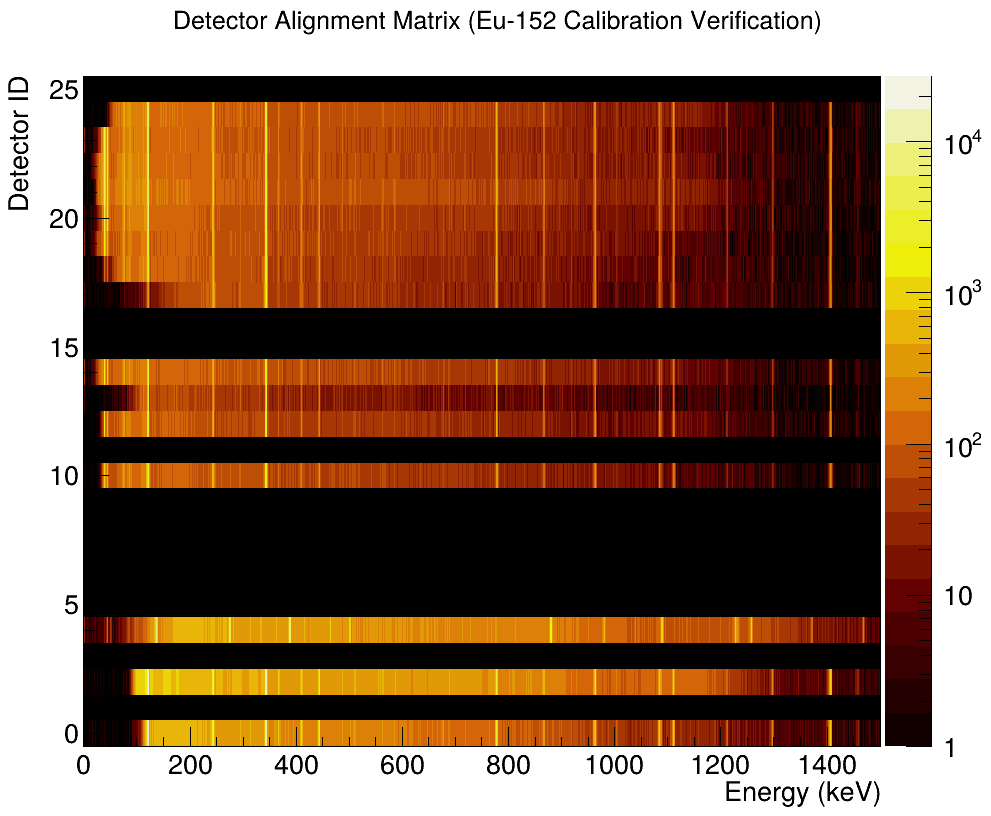 Detector Alignment Matrix (Eu-152 Calibration Verification)
Detector ID
25
20
15
10
5
0
0 200 400 600 800 1000 1200 1400
Energy (keV)
10^4
10^3
10^2
10
1